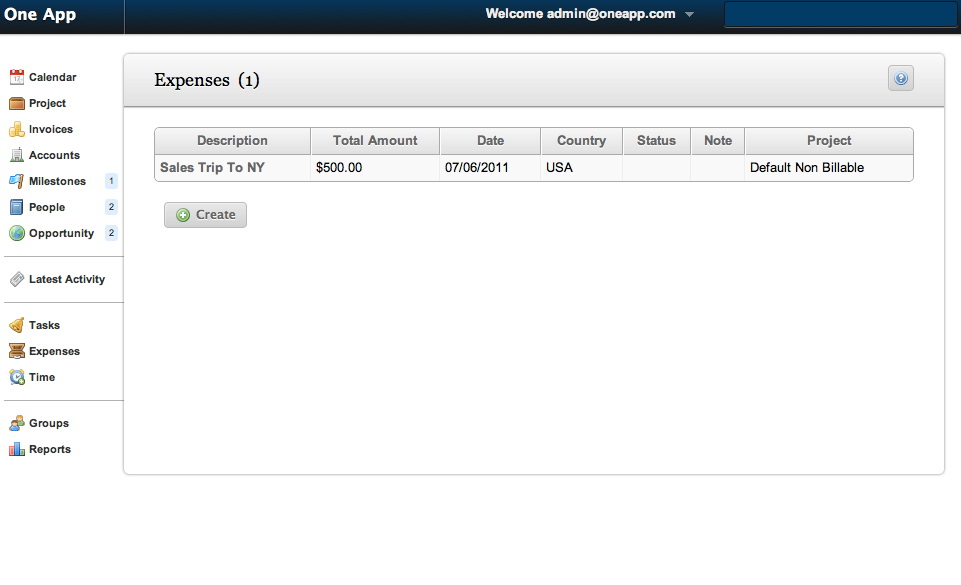 One App
Welcome admin@oneapp.com
Calendar
Project
Invoices
Accounts
Milestones 1
People 2
Opportunity 2
Latest Activity
Tasks
Expenses
Time
Groups
Reports
Expenses (1)
Description Total Amount Date Country Status Note Project
Sales Trip To NY $500.00 07/06/2011 USA Default Non Billable
Create